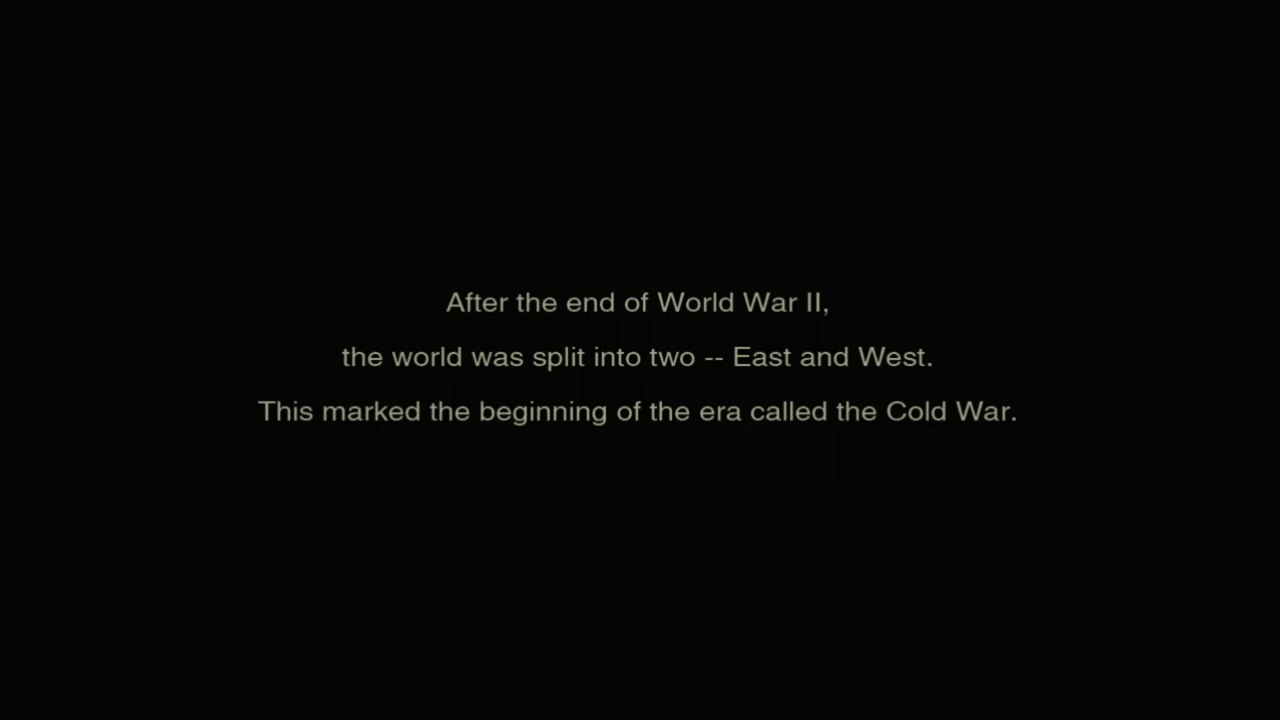 After the end of World War II,
the world was split into two -- East and West.
This marked the beginning of the era called the Cold War.